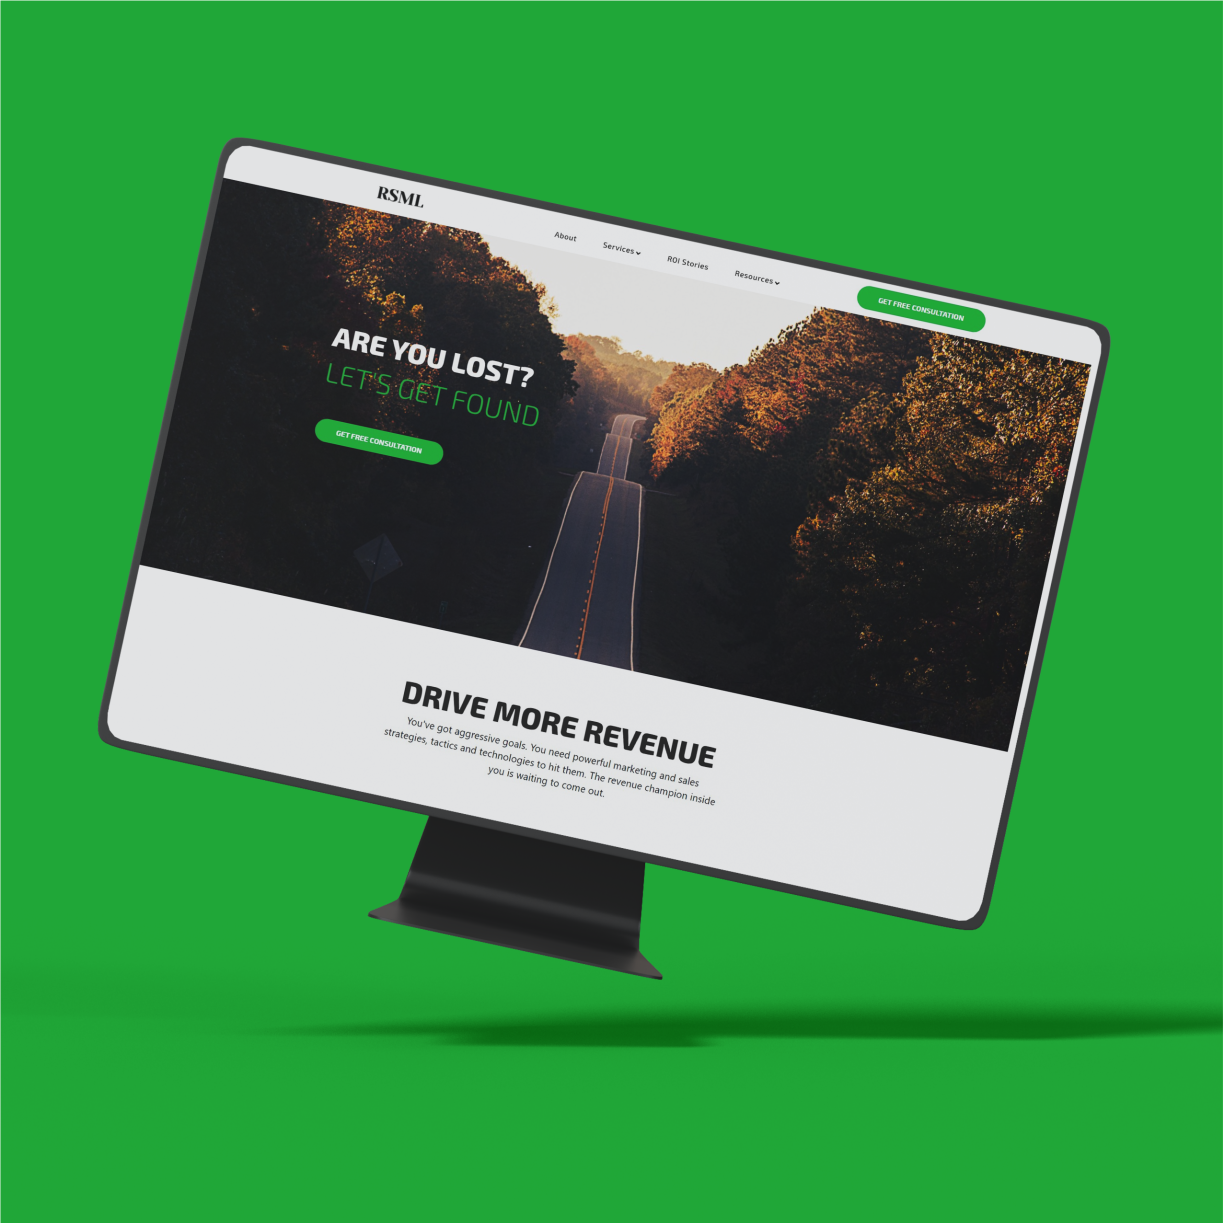 RSML
About
Services
ROI Stories
Resources
GET FREE CONSULTATION
ARE YOU LOST?
LET'S GET FOUND
GET FREE CONSULTATION
DRIVE MORE REVENUE
You've got aggressive goals. You need powerful marketing and sales
strategies, tactics and technologies to hit them. The revenue champion inside
you is waiting to come out.